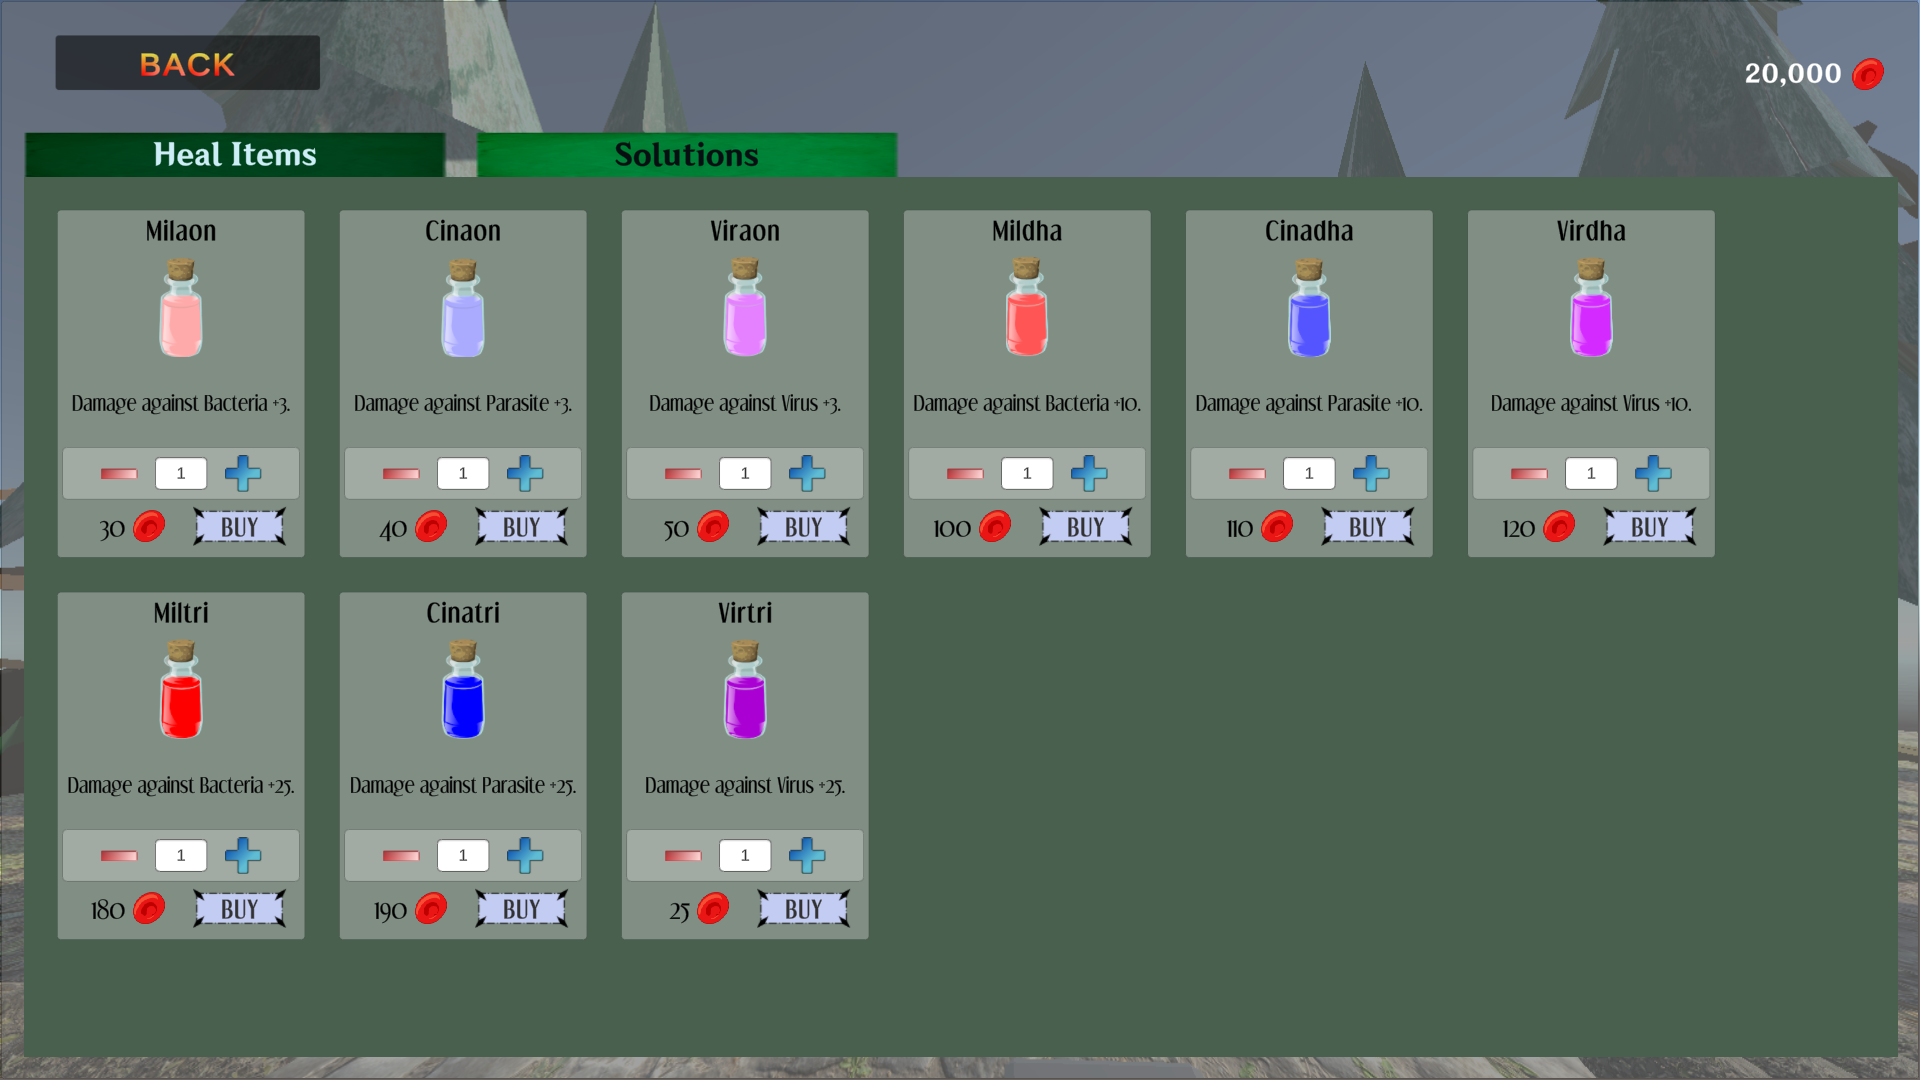 BACK
20,000
Heal Items
Solutions
Milaon
Cinaon
Viraon
Mildha
Cinadha
Virdha
Damage against Bacteria +3.
Damage against Parasite +3.
Damage against Virus +3.
Damage against Bacteria +10.
Damage against Parasite +10.
Damage against Virus +10.
1
1
1
1
1
1
30 BUY
40 BUY
50 BUY
100 BUY
110 BUY
120 BUY
Miltri
Cinatri
Virtri
Damage against Bacteria +25.
Damage against Parasite +25.
Damage against Virus +25.
1
1
1
180 BUY
190 BUY
25 BUY